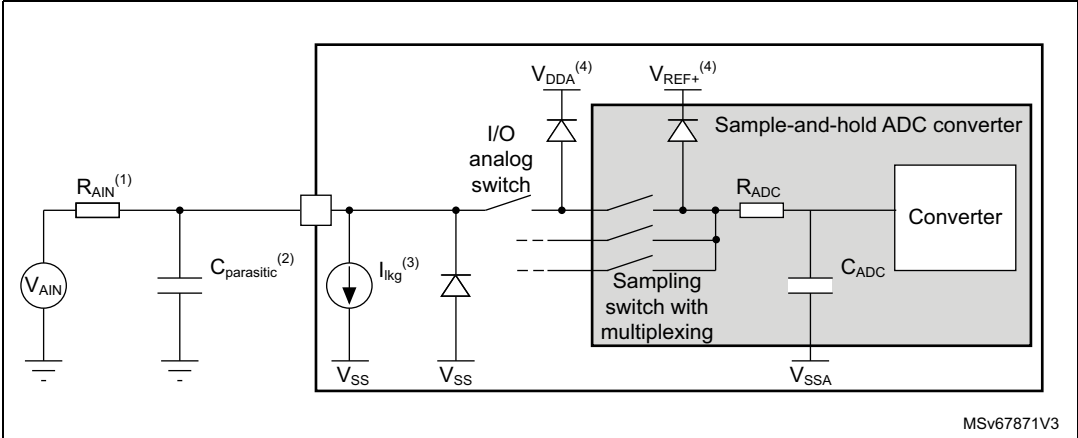 V_DDA^(4)
V_REF+^(4)
Sample-and-hold ADC converter
I/O
analog
switch
R_AIN^(1)
R_ADC
Converter
C_parasitic^(2)
I_lkg^(3)
V_AIN
C_ADC
Sampling
switch with
multiplexing
V_SS
V_SS
V_SSA
MSv67871V3